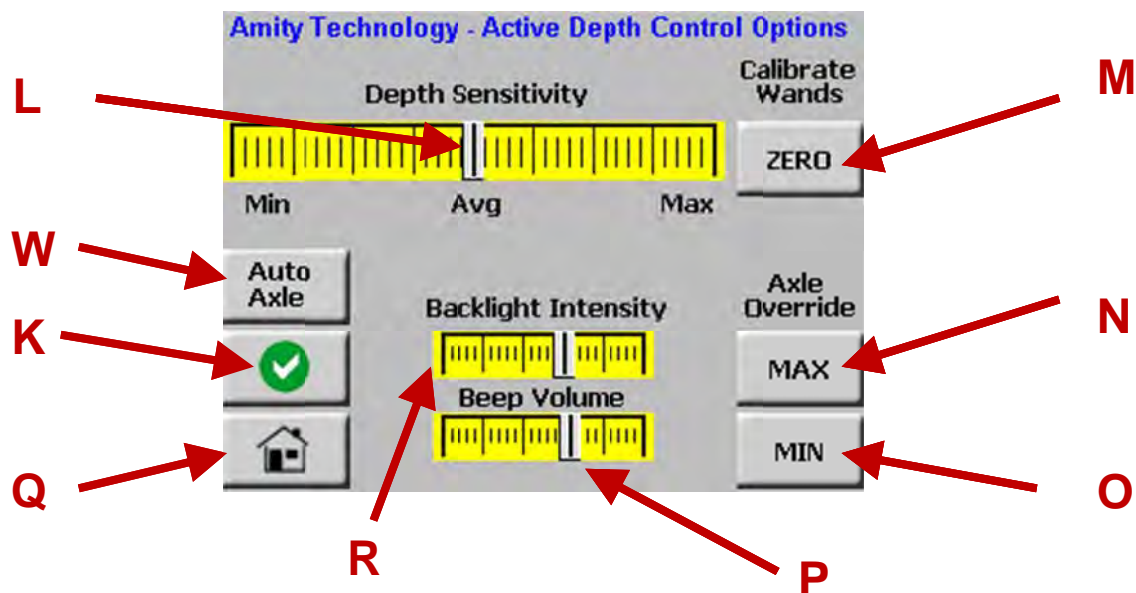 Amity Technology - Active Depth Control Options
L
Depth Sensitivity
Calibrate
Wands
M
ZERO
Min Avg Max
W
Auto
Axle
Backlight Intensity
Axle
Override
N
K
MAX
Beep Volume
Q
MIN
O
R
P